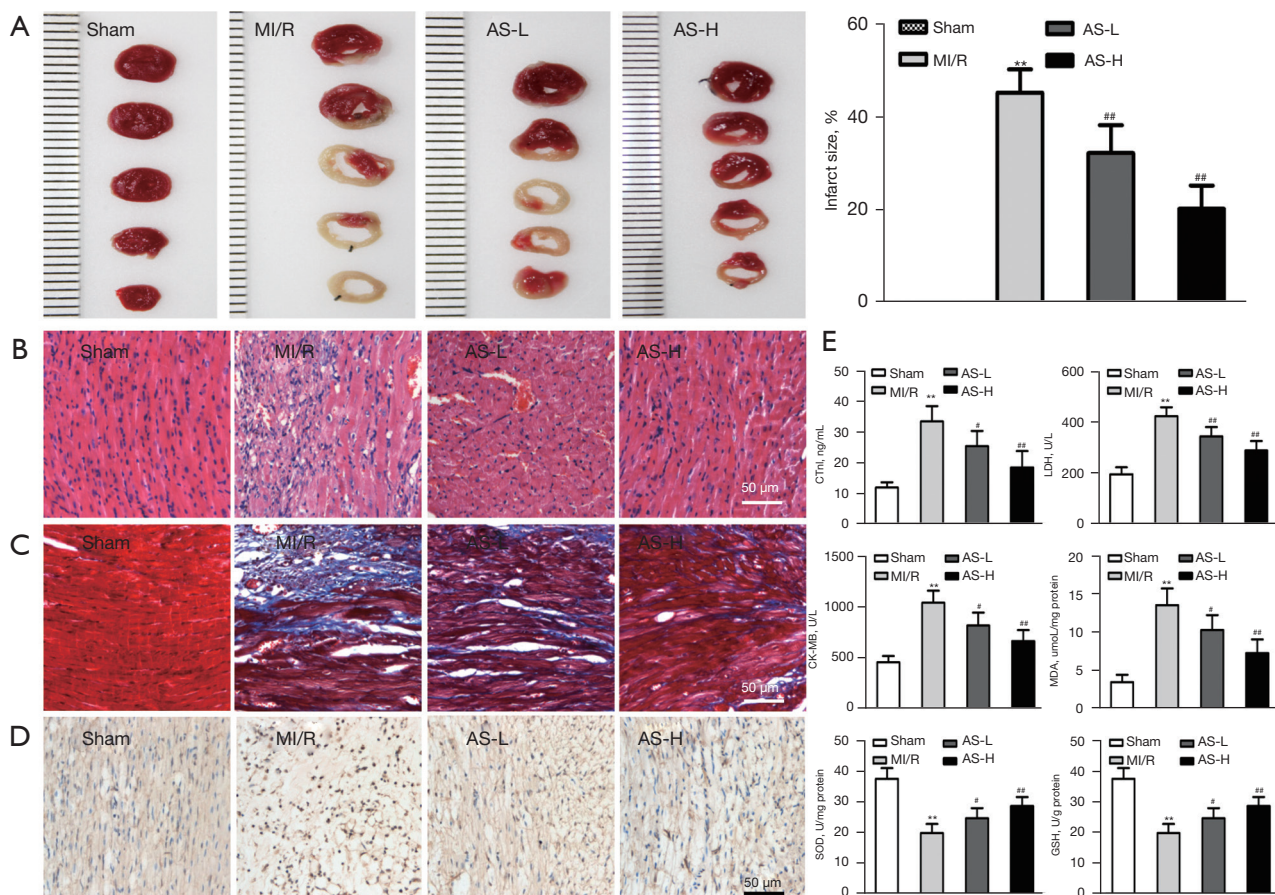 A
Sham
MI/R
AS-L
AS-H
Infarct size, %
60
40
20
0
Sham
AS-L
MI/R
AS-H
**
##
##
B
Sham
MI/R
AS-L
AS-H
50 µm
C
Sham
MI/R
AS-L
AS-H
50 µm
D
Sham
MI/R
AS-L
AS-H
50 µm
E
CTnI, ng/mL
50
40
30
20
10
0
Sham
AS-L
MI/R
AS-H
**
#
##
LDH, U/L
600
400
200
0
Sham
AS-L
MI/R
AS-H
**
##
##
CK-MB, U/L
1500
1000
500
0
Sham
AS-L
MI/R
AS-H
**
#
##
MDA, umoL/mg protein
20
15
10
5
0
Sham
AS-L
MI/R
AS-H
**
#
##
SOD, U/mg protein
50
40
30
20
10
0
Sham
AS-L
MI/R
AS-H
**
#
##
GSH, U/g protein
50
40
30
20
10
0
Sham
AS-L
MI/R
AS-H
**
#
##